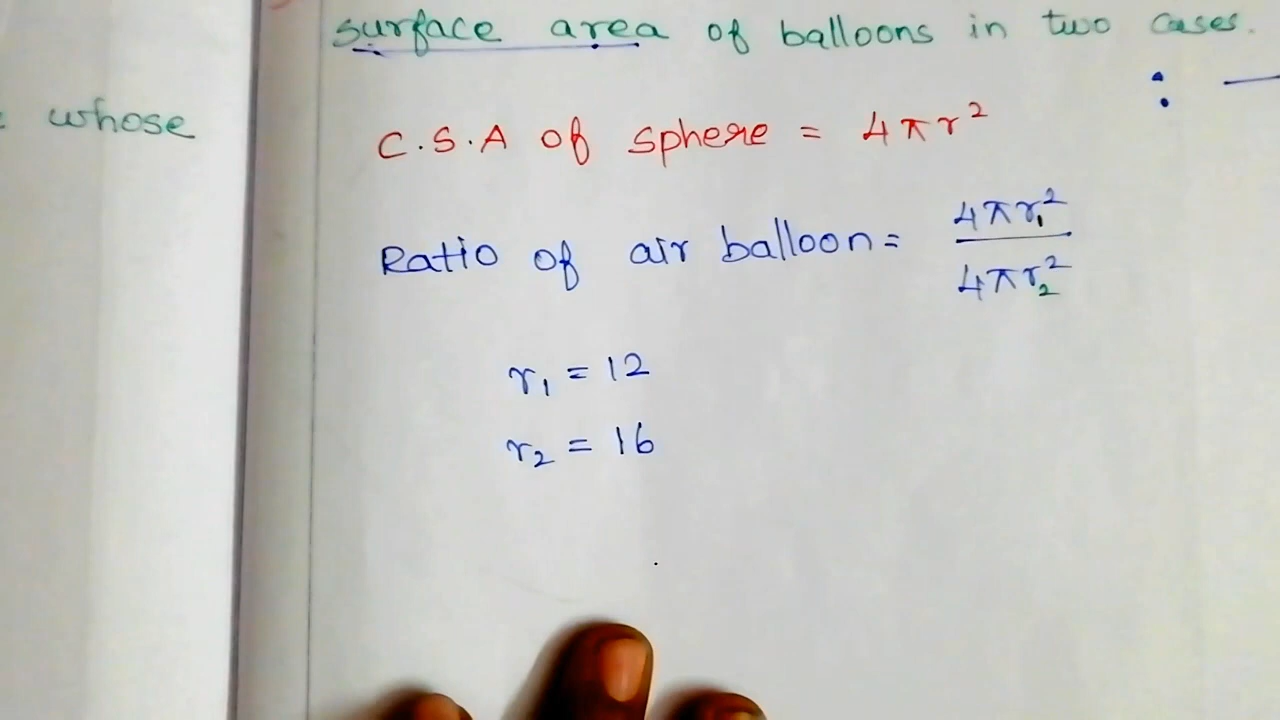 surface area of balloons in two cases.
whose
C.S.A of sphere = 4πr²
Ratio of air balloon = 4πr₁² / 4πr₂²
r₁ = 12
r₂ = 16